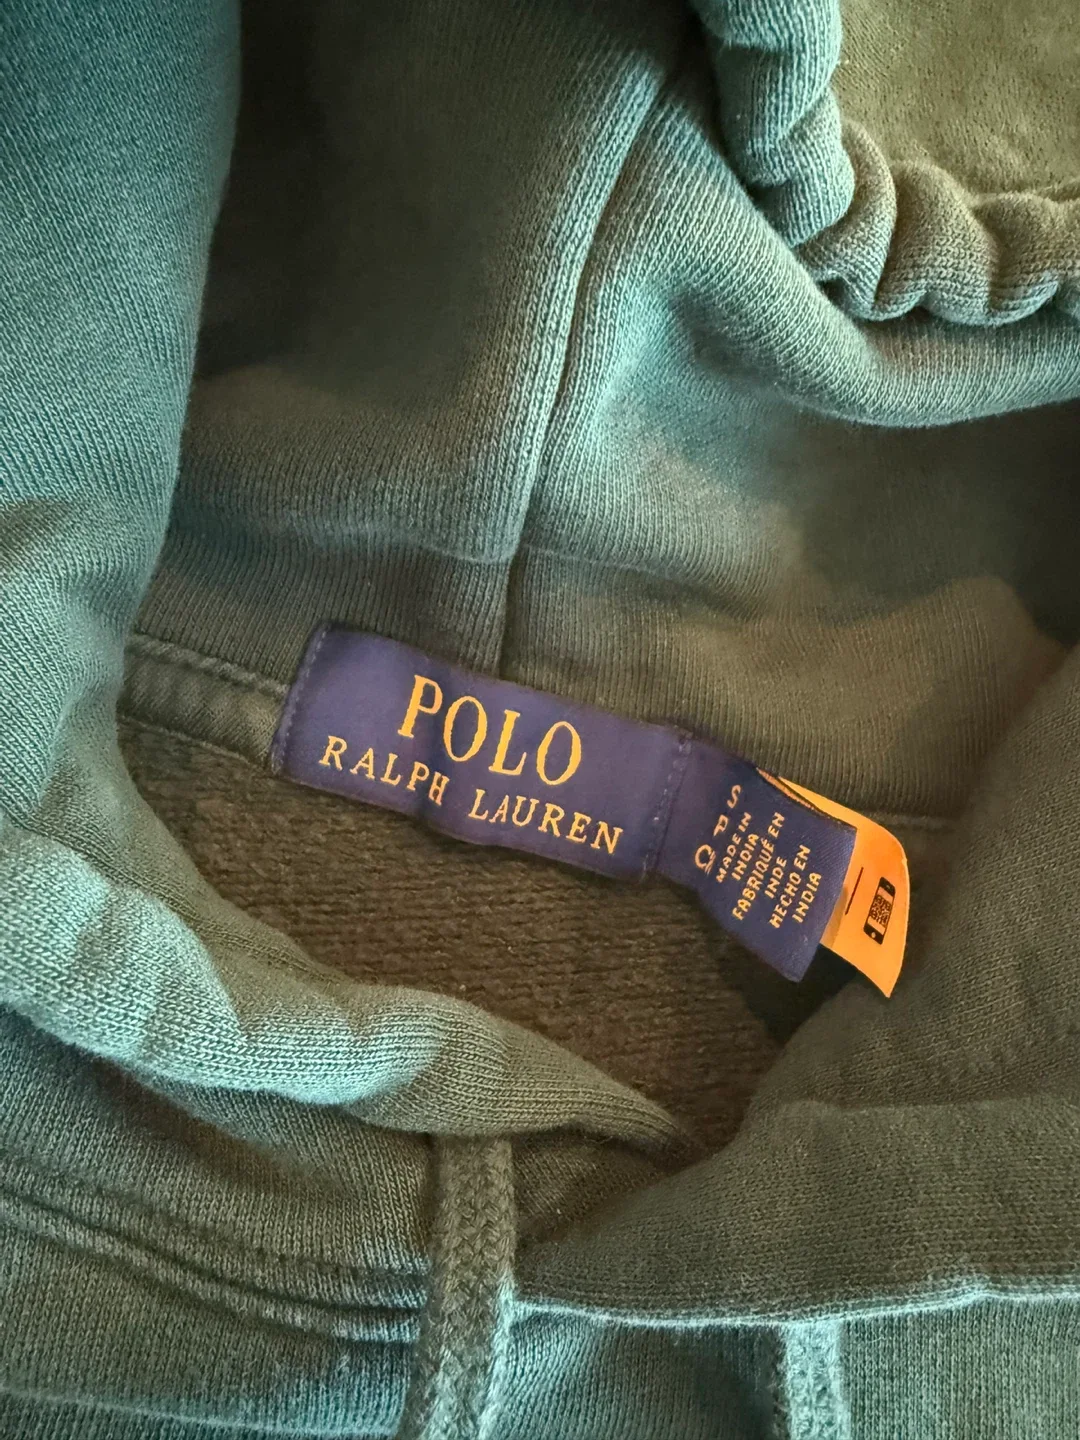 POLO
RALPH LAUREN
S
P
Q
MADE IN
INDIA
FABRIQUÉ EN
INDE
HECHO EN
INDIA